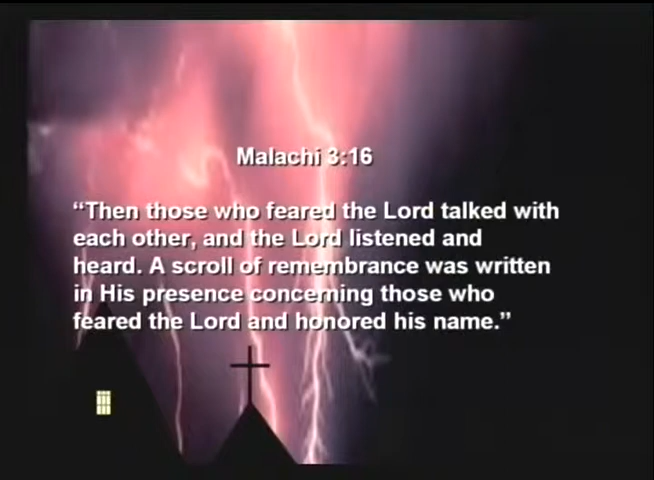 Malachi 3:16
“Then those who feared the Lord talked with
each other, and the Lord listened and
heard. A scroll of remembrance was written
in His presence concerning those who
feared the Lord and honored his name.”